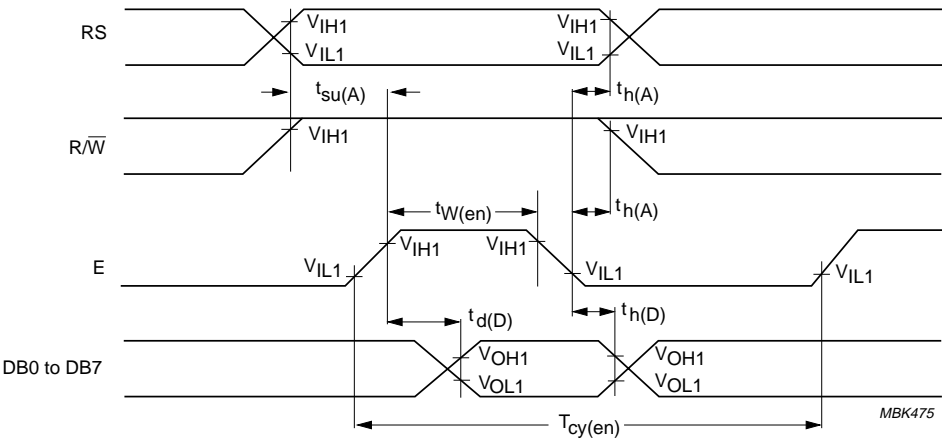 RS
VIH1
VIH1
VIL1
VIL1
tsu(A)
th(A)
R/W̅
VIH1
VIH1
tW(en)
th(A)
E
VIL1
VIH1
VIH1
VIL1
VIL1
td(D)
th(D)
DB0 to DB7
VOH1
VOH1
VOL1
VOL1
Tcy(en)
MBK475